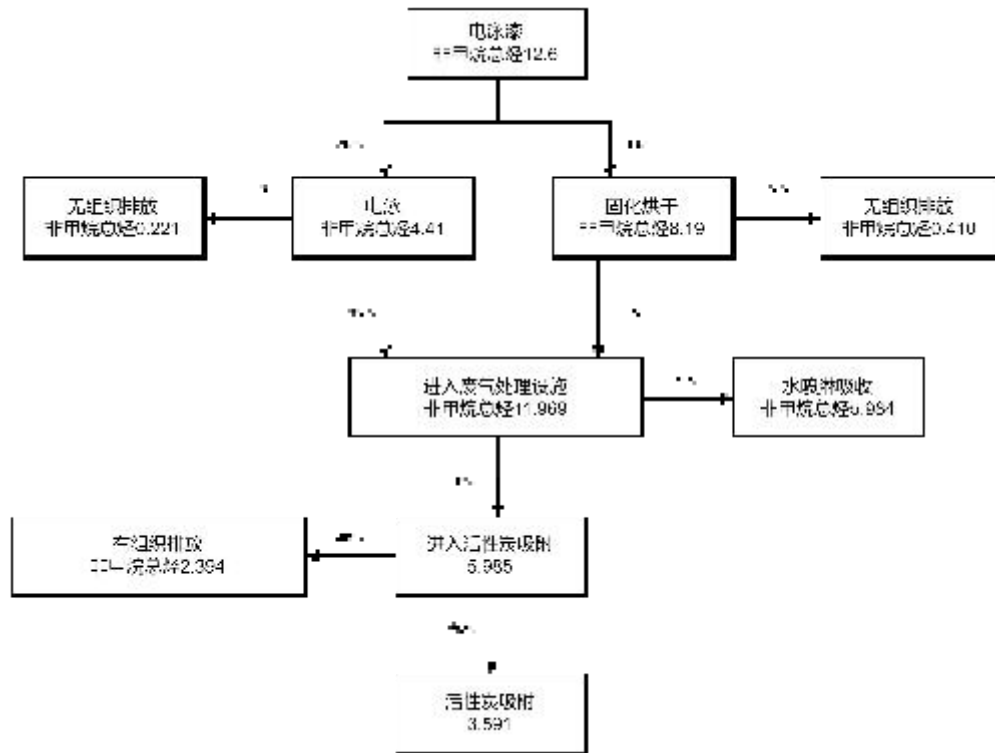 电泳漆
非甲烷总烃12.6
无组织排放
非甲烷总烃0.221
电泳
非甲烷总烃4.41
固化烘干
非甲烷总烃8.19
无组织排放
非甲烷总烃0.410
进入废气处理设施
非甲烷总烃11.969
水喷淋吸收
非甲烷总烃5.984
有组织排放
非甲烷总烃2.394
进入活性炭吸附
5.985
活性炭吸附
3.591